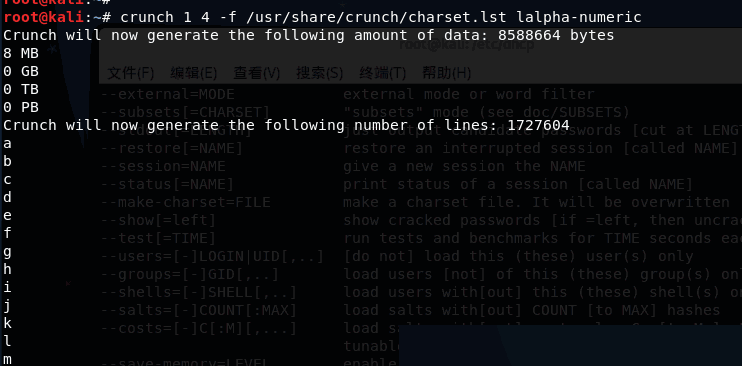 root@kali:~#
root@kali:~# crunch 1 4 -f /usr/share/crunch/charset.lst lalpha-numeric
Crunch will now generate the following amount of data: 8588664 bytes
8 MB
0 GB
0 TB
0 PB
Crunch will now generate the following number of lines: 1727604
a
b
c
d
e
f
g
h
i
j
k
l
m
root@kali: /etc/dhcp
文件(F) 编辑(E) 查看(V) 搜索(S) 终端(T) 帮助(H)
--external=MODE external mode or word filter
--subsets[=CHARSET] "subsets" mode (see doc/SUBSETS)
passwords [cut at LENGT
--restore[=NAME] restore an interrupted session [called NAME]
--session=NAME give a new session the NAME
--status[=NAME] print status of a session [called NAME]
--make-charset=FILE make a charset file. It will be overwritten
--show[=left] show cracked passwords [if =left, then uncrac
--test[=TIME] run tests and benchmarks for TIME seconds eac
--users=[-]LOGIN|UID[,..] [do not] load this (these) user(s) only
--groups=[-]GID[,..] load users [not] of this (these) group(s) onl
--shells=[-]SHELL[,..] load users with[out] this (these) shell(s) on
--salts=[-]COUNT[:MAX] load salts with[out] COUNT [to MAX] hashes
--costs=[-]C[:M][,...] load salts with[out]
tunabl
--save-memory=LEVEL enable